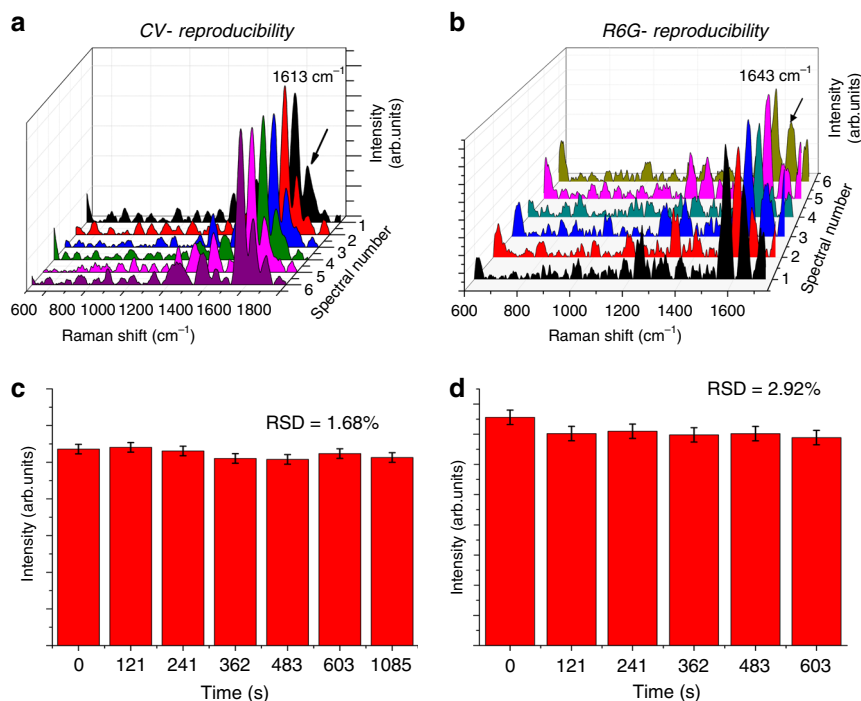 a
CV- reproducibility
1613 cm⁻¹
Intensity
(arb.units)
1
2
3
4
5
6
Spectral number
600 800 1000 1200 1400 1600 1800
Raman shift (cm⁻¹)
b
R6G- reproducibility
1643 cm⁻¹
Intensity
(arb.units)
6
5
4
3
2
1
Spectral number
600 800 1000 1200 1400 1600
Raman shift (cm⁻¹)
c
RSD = 1.68%
Intensity (arb.units)
0 121 241 362 483 603 1085
Time (s)
d
RSD = 2.92%
Intensity (arb.units)
0 121 241 362 483 603
Time (s)